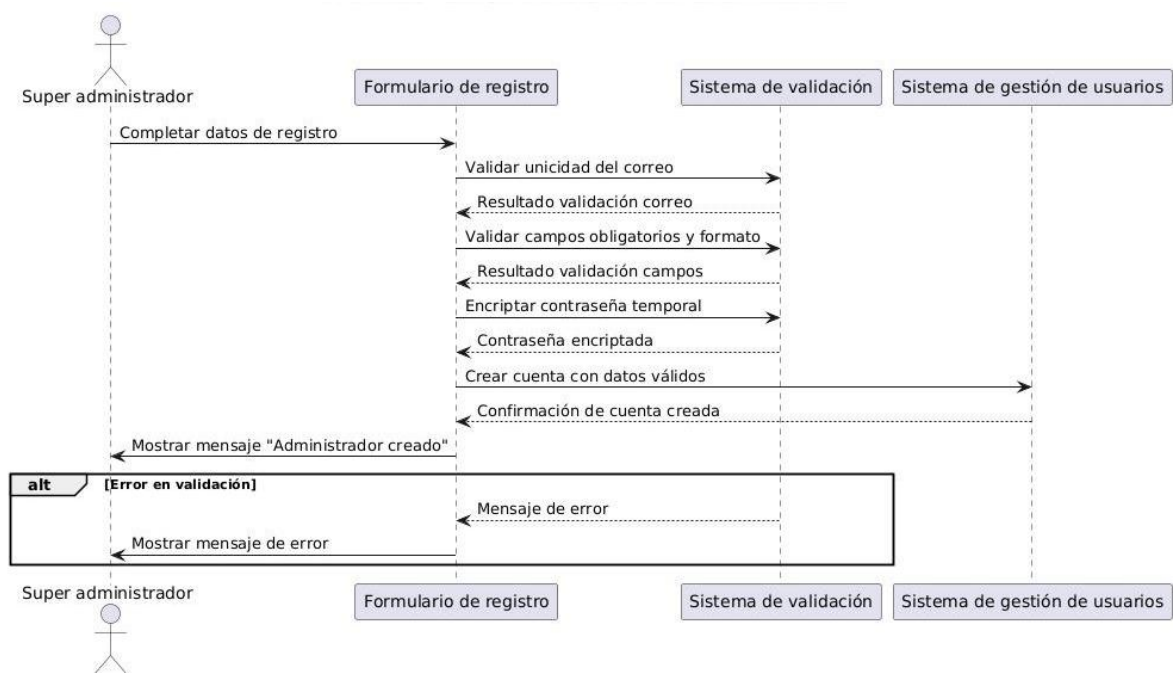 Super administrador
Formulario de registro
Sistema de validación
Sistema de gestión de usuarios
Completar datos de registro
Validar unicidad del correo
Resultado validación correo
Validar campos obligatorios y formato
Resultado validación campos
Encriptar contraseña temporal
Contraseña encriptada
Crear cuenta con datos válidos
Confirmación de cuenta creada
Mostrar mensaje "Administrador creado"
alt
[Error en validación]
Mensaje de error
Mostrar mensaje de error
Super administrador
Formulario de registro
Sistema de validación
Sistema de gestión de usuarios